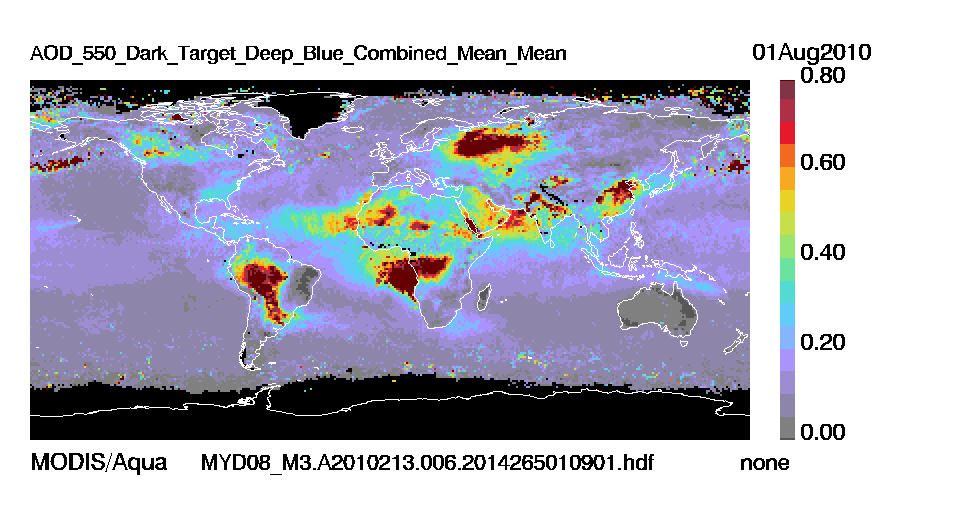 AOD_550_Dark_Target_Deep_Blue_Combined_Mean_Mean 01Aug2010
0.80
0.60
0.40
0.20
0.00
MODIS/Aqua MYD08_M3.A2010213.006.2014265010901.hdf none